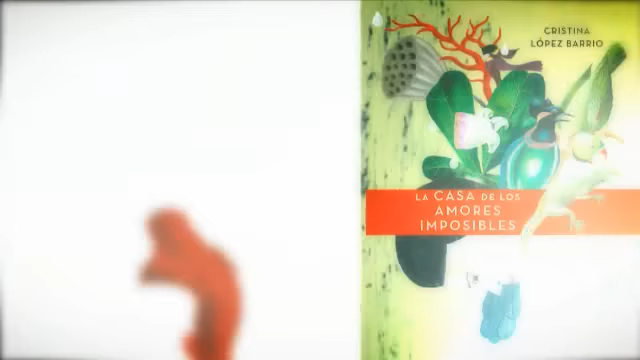 CRISTINA
LÓPEZ BARRIO
LA CASA DE LOS
AMORES
IMPOSIBLES